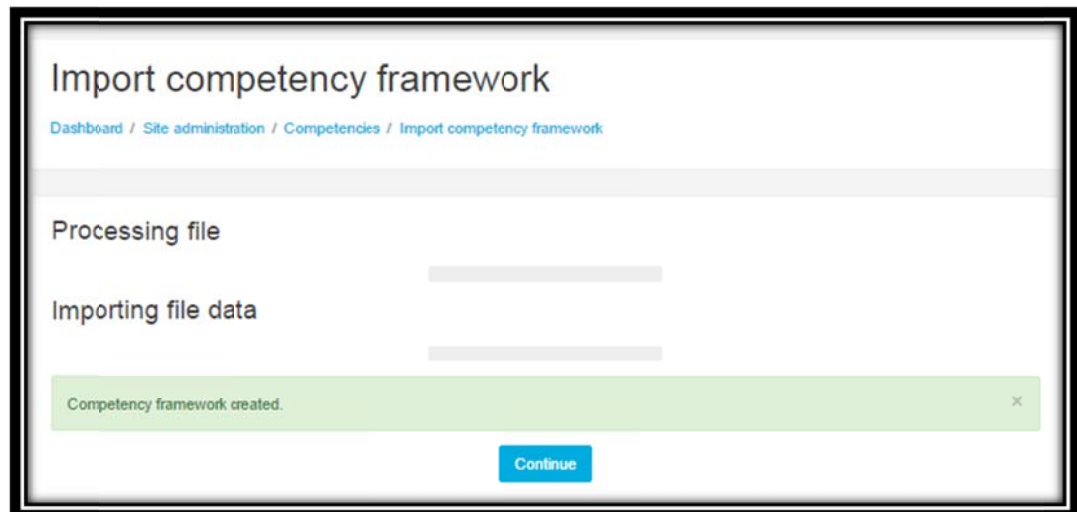 Import competency framework
Dashboard / Site administration / Competencies / Import competency framework
Processing file
Importing file data
Competency framework created. ×
Continue